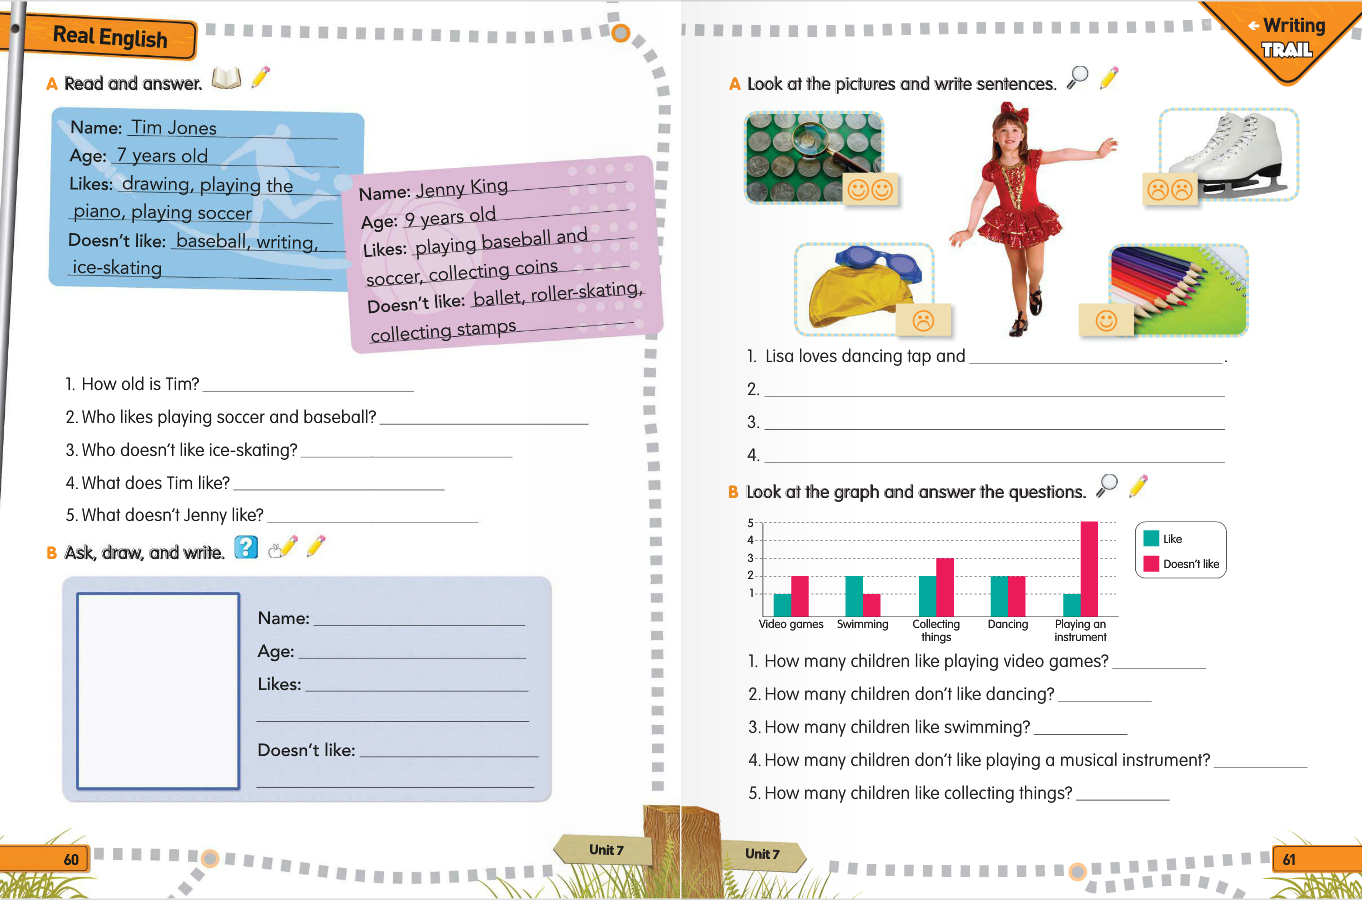 Real English
A Read and answer.
Name: Tim Jones
Age: 7 years old
Likes: drawing, playing the
piano, playing soccer
Doesn't like: baseball, writing,
ice-skating
Name: Jenny King
Age: 9 years old
Likes: playing baseball and
soccer, collecting coins
Doesn't like: ballet, roller-skating,
collecting stamps
1. How old is Tim?
2. Who likes playing soccer and baseball?
3. Who doesn't like ice-skating?
4. What does Tim like?
5. What doesn't Jenny like?
B Ask, draw, and write.
?
Name:
Age:
Likes:
Doesn't like:
60
Unit 7
Writing
TRAIL
A Look at the pictures and write sentences.
1. Lisa loves dancing tap and .
2.
3.
4.
B Look at the graph and answer the questions.
5
4
3
2
1
Video games Swimming Collecting Dancing Playing an
things instrument
Like
Doesn't like
1. How many children like playing video games?
2. How many children don't like dancing?
3. How many children like swimming?
4. How many children don't like playing a musical instrument?
5. How many children like collecting things?
Unit 7
61